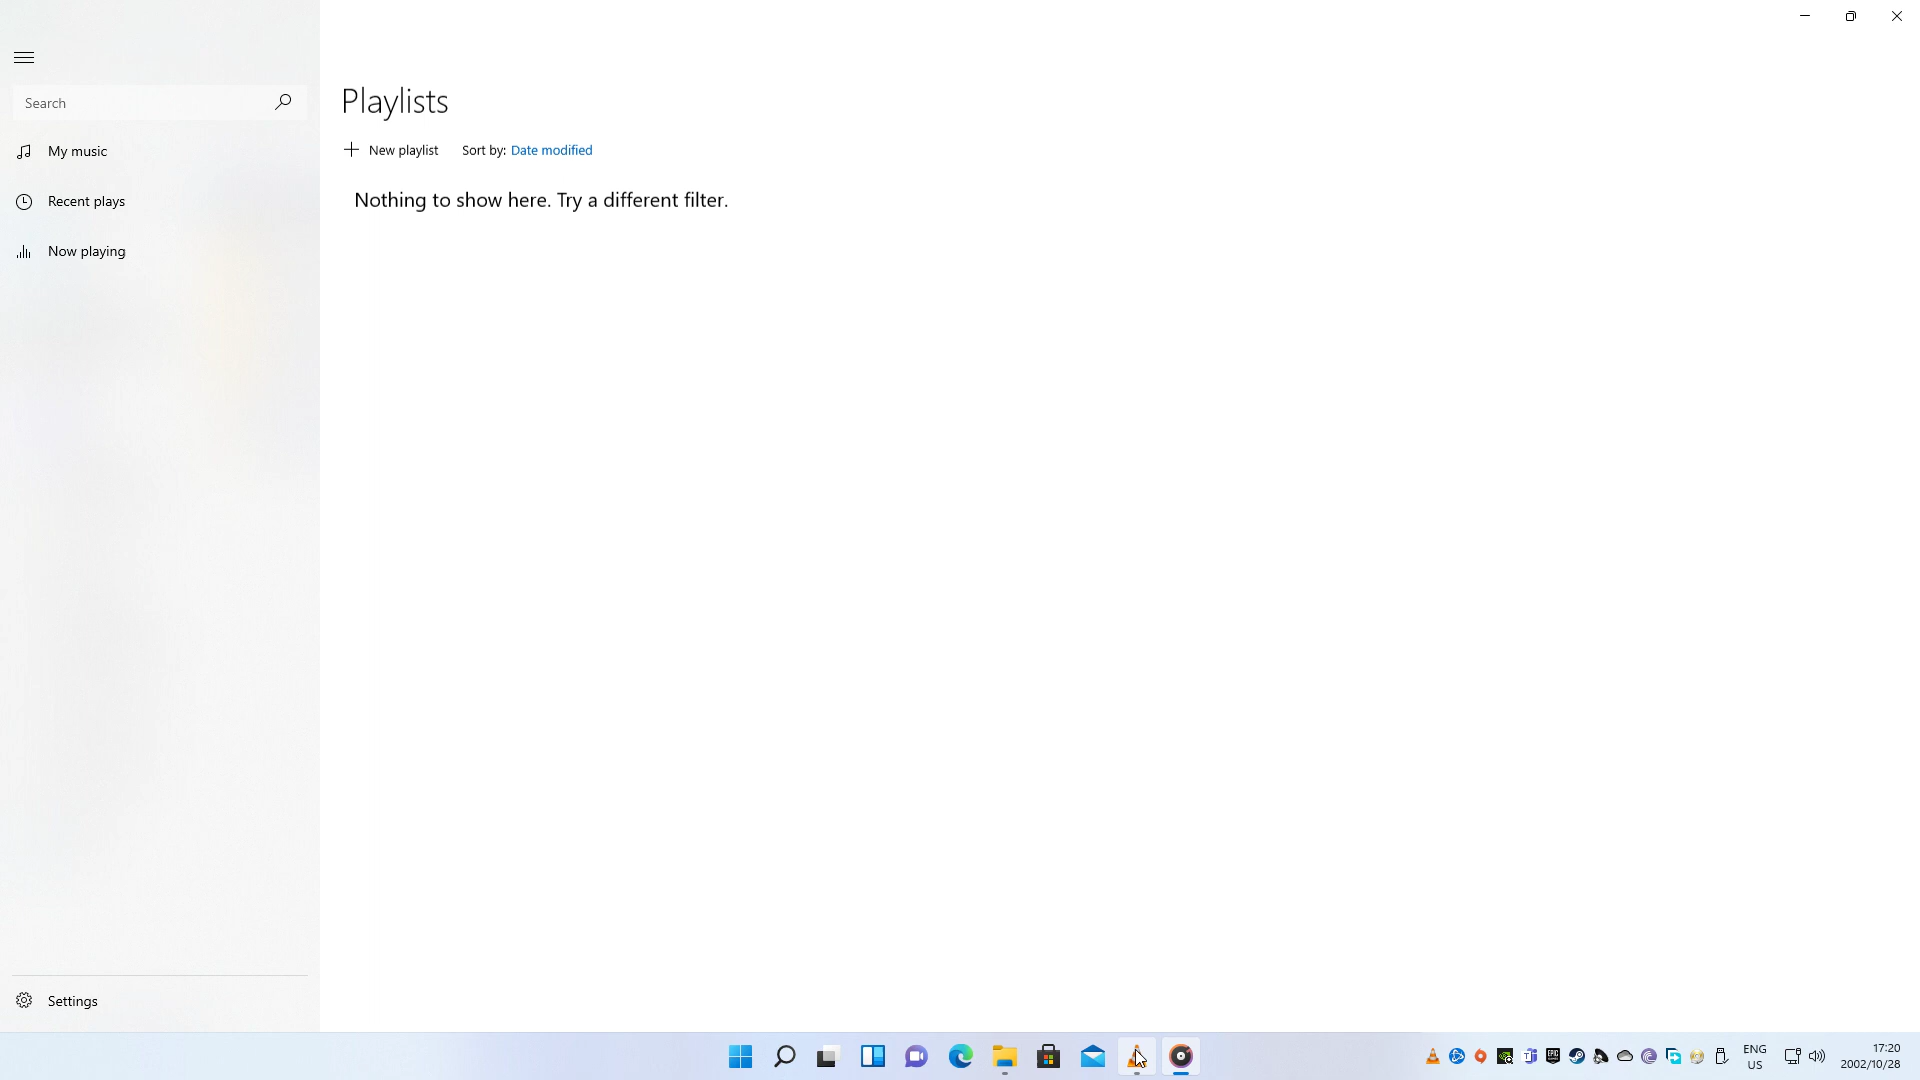 Search
My music
Recent plays
Now playing
Settings
Playlists
New playlist Sort by: Date modified
Nothing to show here. Try a different filter.
ENG
US
17:20
2002/10/28